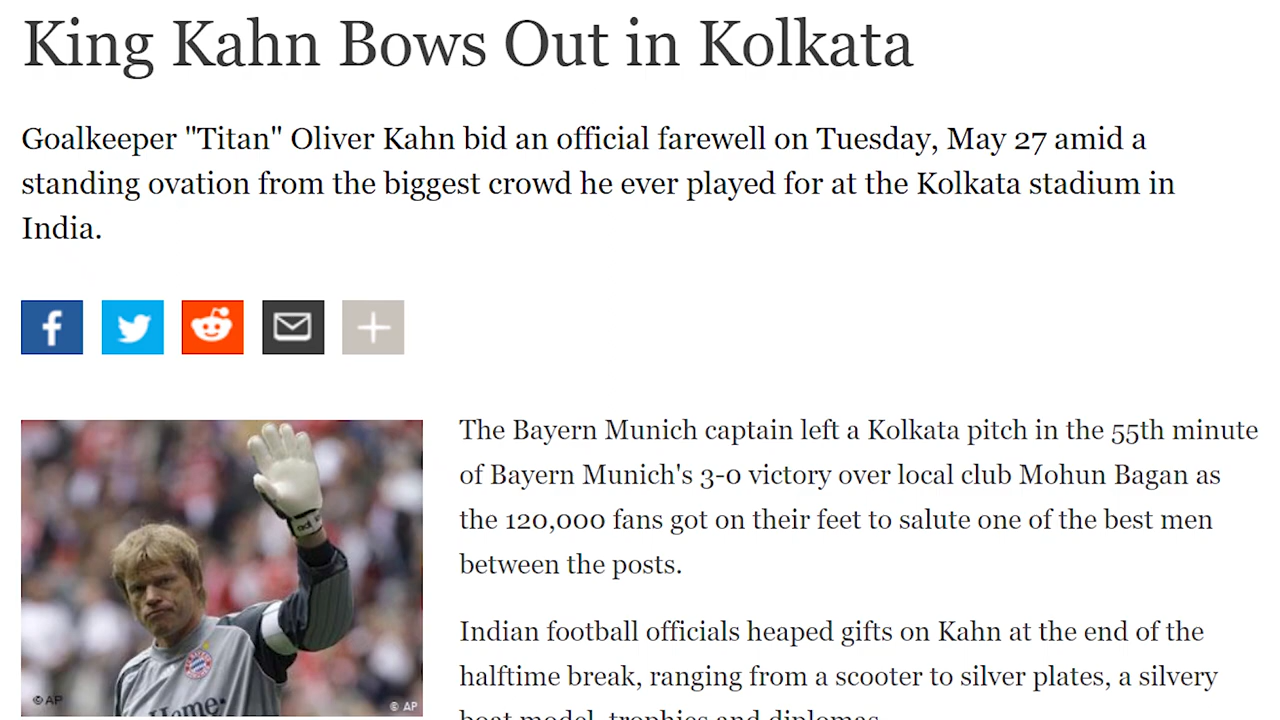 King Kahn Bows Out in Kolkata
Goalkeeper "Titan" Oliver Kahn bid an official farewell on Tuesday, May 27 amid a
standing ovation from the biggest crowd he ever played for at the Kolkata stadium in
India.
The Bayern Munich captain left a Kolkata pitch in the 55th minute
of Bayern Munich's 3-0 victory over local club Mohun Bagan as
the 120,000 fans got on their feet to salute one of the best men
between the posts.
Indian football officials heaped gifts on Kahn at the end of the
halftime break, ranging from a scooter to silver plates, a silvery
boat model, trophies and diplomas.
©AP
© AP